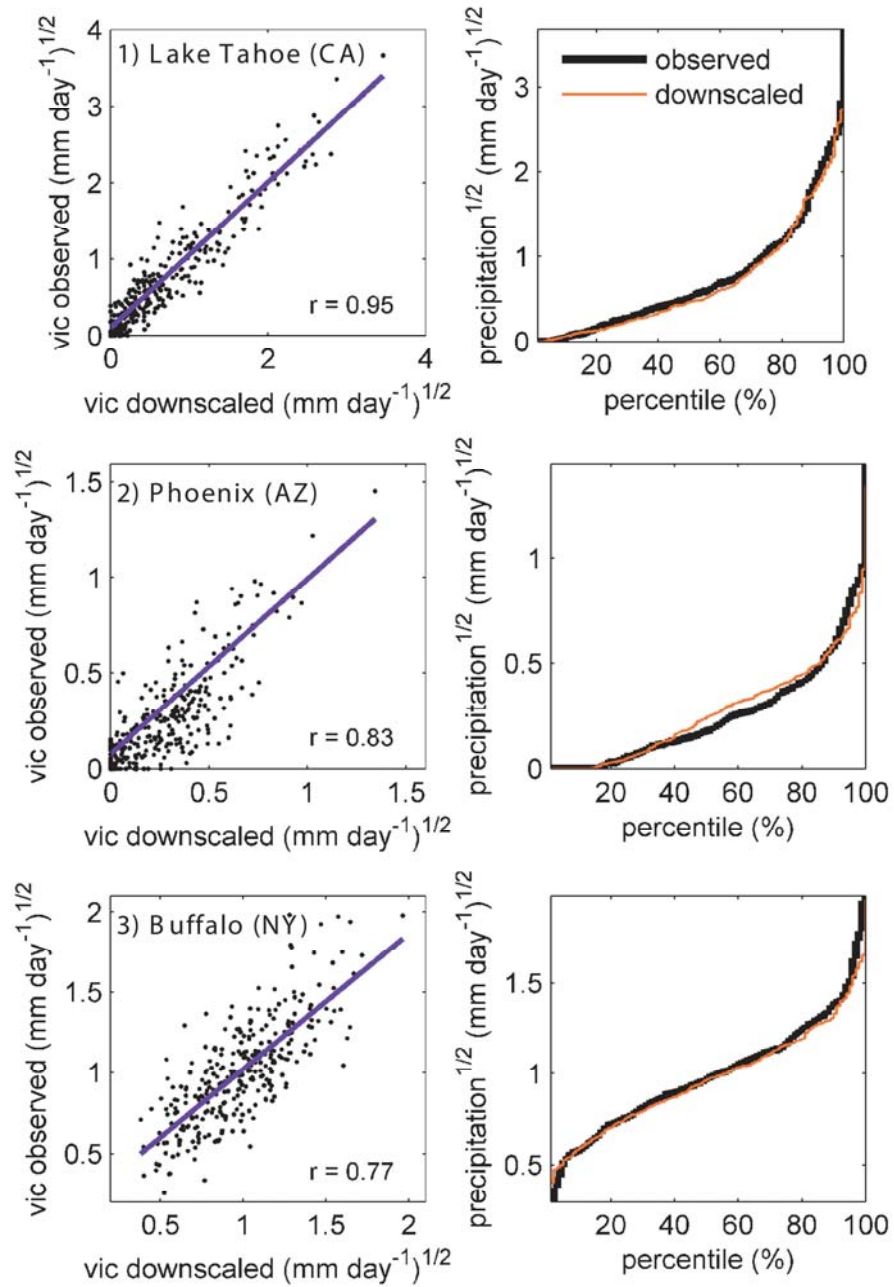 1) Lake Tahoe (CA)
vic observed (mm day⁻¹)^1/2
4
3
2
1
0
r = 0.95
0
2
4
vic downscaled (mm day⁻¹)^1/2
observed
downscaled
precipitation^1/2 (mm day⁻¹)^1/2
3
2
1
0
20
40
60
80
100
percentile (%)
2) Phoenix (AZ)
vic observed (mm day⁻¹)^1/2
1.5
1
0.5
0
r = 0.83
0
0.5
1
1.5
vic downscaled (mm day⁻¹)^1/2
precipitation^1/2 (mm day⁻¹)^1/2
1
0.5
0
20
40
60
80
100
percentile (%)
3) Buffalo (NY)
vic observed (mm day⁻¹)^1/2
2
1.5
1
0.5
r = 0.77
0.5
1
1.5
2
vic downscaled (mm day⁻¹)^1/2
precipitation^1/2 (mm day⁻¹)^1/2
1.5
1
0.5
20
40
60
80
100
percentile (%)